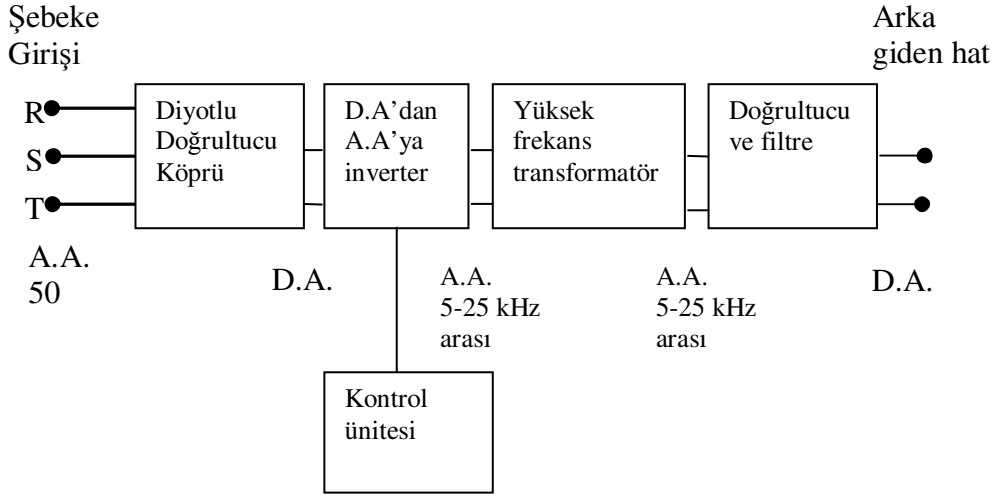 Şebeke
Girişi
Arka
giden hat
R
S
T
Diyotlu
Doğrultucu
Köprü
D.A'dan
A.A'ya
inverter
Yüksek
frekans
transformatör
Doğrultucu
ve filtre
A.A.
50
D.A.
A.A.
5-25 kHz
arası
A.A.
5-25 kHz
arası
D.A.
Kontrol
ünitesi